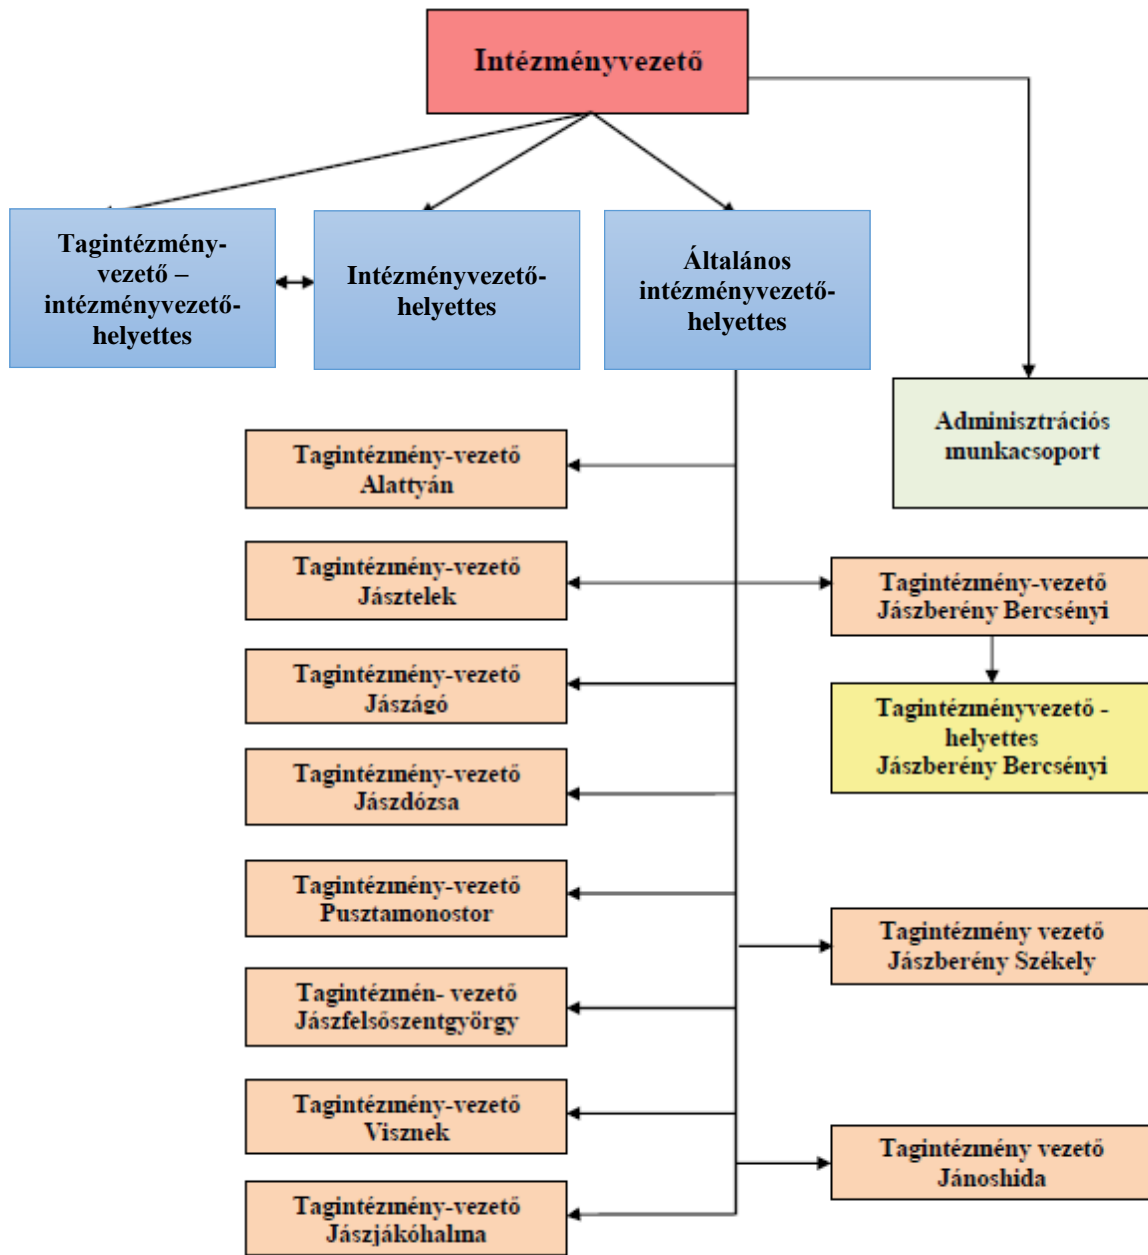 Intézményvezető
Tagintézmény-
vezető –
intézményvezető-
helyettes
Intézményvezető-
helyettes
Általános
intézményvezető-
helyettes
Adminisztrációs
munkacsoport
Tagintézmény-vezető
Alattyán
Tagintézmény-vezető
Jásztelek
Tagintézmény-vezető
Jászberény Bercsényi
Tagintézmény-vezető
Jászágó
Tagintézményvezető -
helyettes
Jászberény Bercsényi
Tagintézmény-vezető
Jászdózsa
Tagintézmény-vezető
Pusztamonostor
Tagintézmény vezető
Jászberény Székely
Tagintézmén- vezető
Jászfelsőszentgyörgy
Tagintézmény-vezető
Visznek
Tagintézmény vezető
Jánoshida
Tagintézmény-vezető
Jászjákóhalma